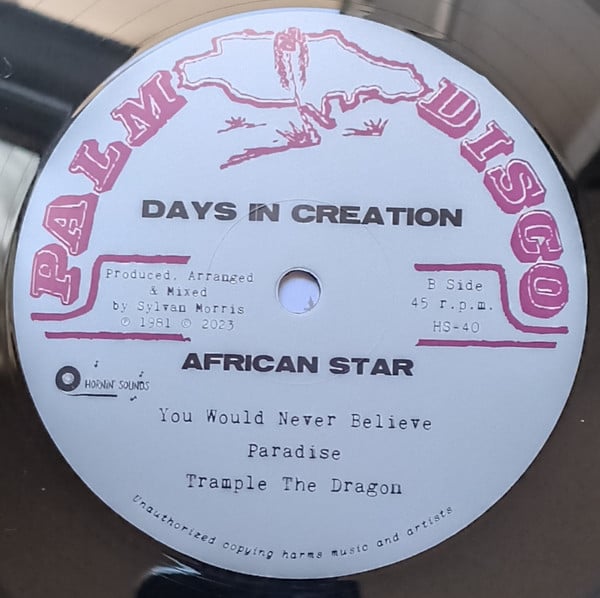 PALM DISCO
DAYS IN CREATION
Produced, Arranged
& Mixed
by Sylvan Morris
℗ 1981 © 2023
B Side
45 r.p.m.
HS-40
AFRICAN STAR
HORNIN' SOUNDS
You Would Never Believe
Paradise
Trample The Dragon
Unauthorized copying harms music and artists